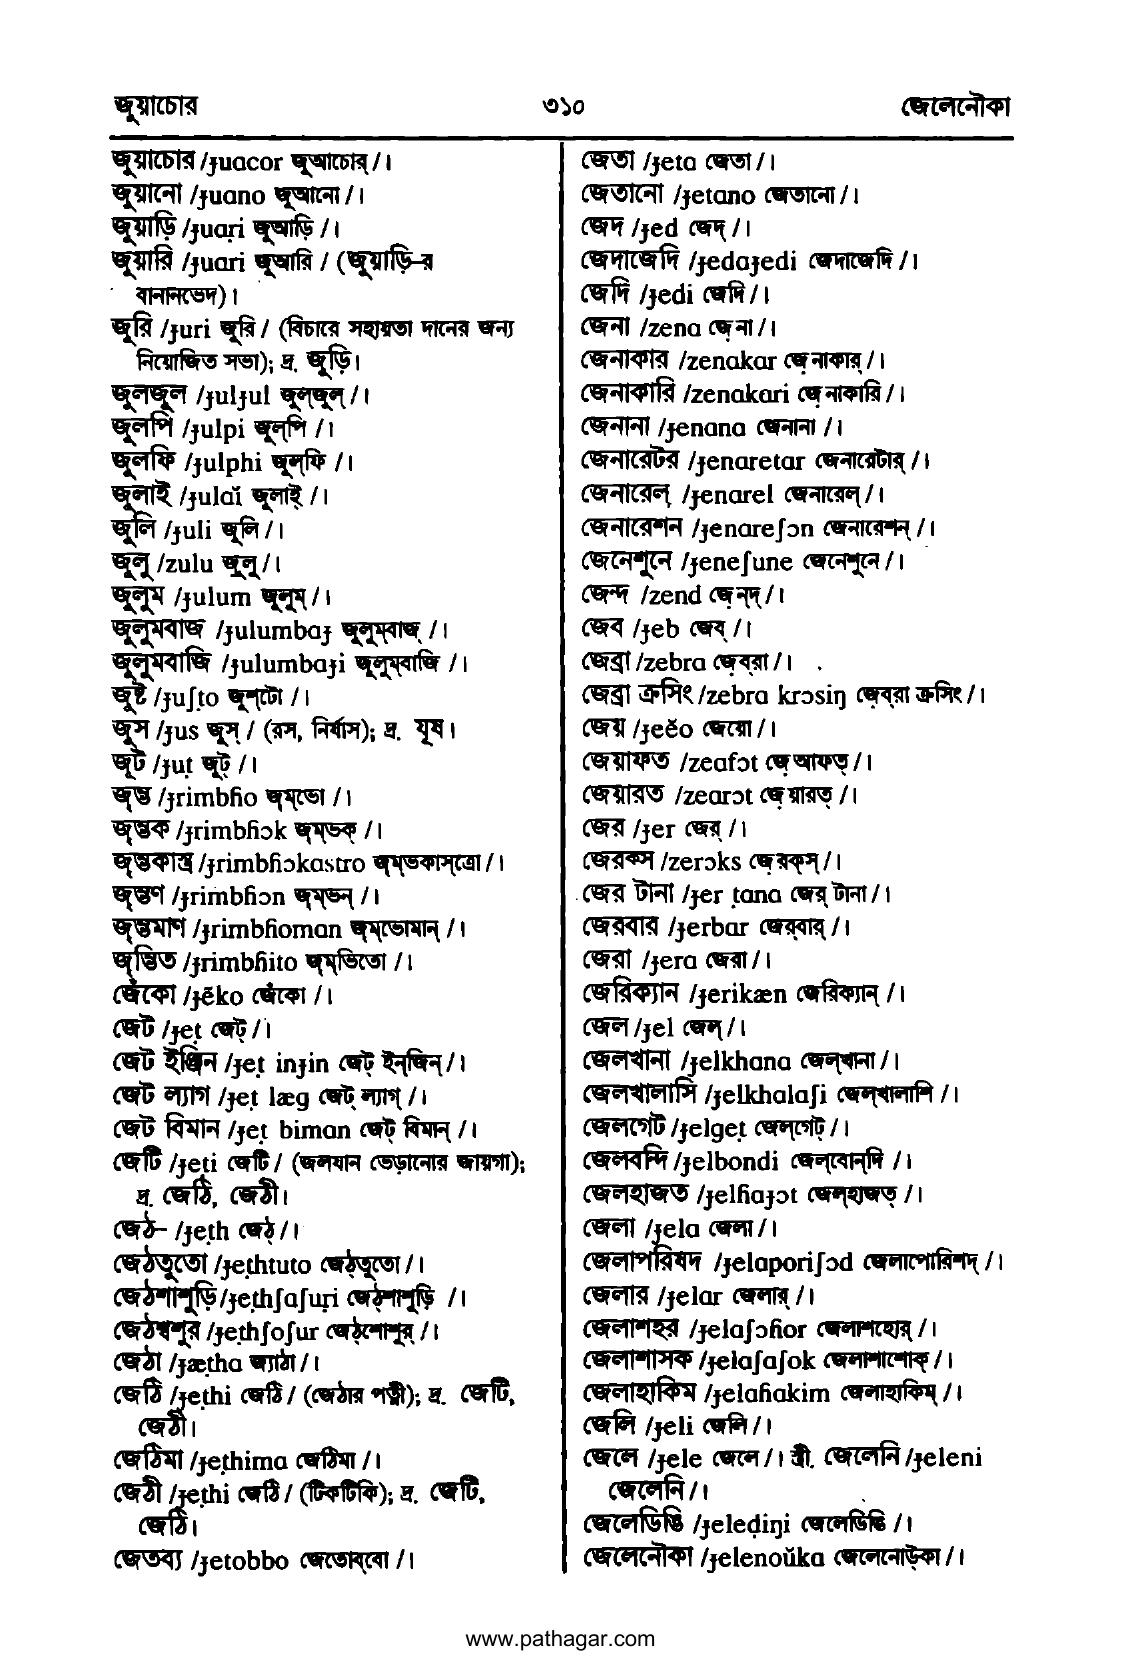 জুয়াচোর ৩১০ জেলেনৌকা
জুয়াচোর /ɟuacor জূআচোর্ / ।
জুয়ানো /ɟuano জূআনো / ।
জুয়াড়ি /ɟuaṛi জূআড়ি / ।
জুয়ারি /ɟuari জূআরি / (জুয়াড়ি-র
বানানভেদ) ।
জুরি /ɟuri জূরি / (বিচারে সহায়তা দানের জন্য
নিয়োজিত সভা); দ্র. জুড়ি।
জুলজুল /ɟulɟul জুল্‌জুল্ / ।
জুলপি /ɟulpi জুল্‌পি / ।
জুলফি /ɟulphi জুল্‌ফি / ।
জুলাই /ɟulaĭ জুলাই্ / ।
জুলি /ɟuli জূলি / ।
জুলু /zulu জ়ুলু / ।
জুলুম /ɟulum জুলুম্ / ।
জুলুমবাজ /ɟulumbaɟ জুলুম্‌বাজ্ / ।
জুলুমবাজি /ɟulumbaɟi জুলুম্‌বাজি / ।
জুষ্ট /ɟuʃṭo জুশ্‌টো / ।
জুস /ɟus জুস্ / (রস, নির্যাস); দ্র. যূষ।
জূট /ɟuṭ জূট্ / ।
জৃম্ভ /ɟrimbɦo জৃম্‌ভো / ।
জৃম্ভক /ɟrimbɦɔk জৃম্‌ভক্ / ।
জৃম্ভকাস্ত্র /ɟrimbɦɔkastro জৃম্‌ভকাস্‌ত্রো / ।
জৃম্ভণ /ɟrimbɦɔn জৃম্‌ভন্ / ।
জৃম্ভমাণ /ɟrimbɦoman জৃম্‌ভোমান্ / ।
জৃম্ভিত /ɟrimbɦito জৃম্‌ভিতো / ।
জেঁকো /ɟẽko জেঁকো / ।
জেট /ɟeṭ জেট্ / ।
জেট ইঞ্জিন /ɟeṭ inɟin জেট্ ইন্‌জিন্ / ।
জেট ল্যাগ /ɟeṭ læg জেট্ ল্যাগ্ / ।
জেট বিমান /ɟeṭ biman জেট্ বিমান্ / ।
জেটি /ɟeṭi জেটি / (জলযান ভেড়ানোর জায়গা);
দ্র. জেঠি, জেঠী।
জেঠ- /ɟeṭh জেঠ্ / ।
জেঠতুতো /ɟeṭhtuto জেঠ্‌তুতো / ।
জেঠশাশুড়ি /ɟeṭhʃaʃuṛi জেঠ্‌শাশুড়ি / ।
জেঠশ্বশুর /ɟeṭhʃoʃur জেঠ্‌শোশুর্ / ।
জেঠা /ɟæṭha জ্যাঠা / ।
জেঠি /ɟeṭhi জেঠি / (জেঠার পত্নী); দ্র. জেটি,
জেঠী।
জেঠিমা /ɟeṭhima জেঠিমা / ।
জেঠী /ɟeṭhi জেঠি / (টিকটিকি); দ্র. জেটি,
জেঠি।
জেতব্য /ɟetobbo জেতোব্‌বো / ।
জেতা /ɟeta জেতা / ।
জেতানো /ɟetano জেতানো / ।
জেদ /ɟed জেদ্ / ।
জেদাজেদি /ɟedaɟedi জেদাজেদি / ।
জেদি /ɟedi জেদি / ।
জেনা /zena জ়েনা / ।
জেনাকার /zenakar জ়েনাকার্ / ।
জেনাকারি /zenakari জ়েনাকারি / ।
জেনানা /ɟenana জেনানা / ।
জেনারেটর /ɟenaretar জেনারেটার্ / ।
জেনারেল্ /ɟenarel জেনারেল্ / ।
জেনারেশন /ɟenareʃɔn জেনারেশন্ / ।
জেনেশুনে /ɟeneʃune জেনেশুনে / ।
জেন্দ /zend জ়েন্‌দ্ / ।
জেব /ɟeb জেব্ / ।
জেব্রা /zebra জ়েব্‌রা / ।
জেব্রা ক্রসিং /zebra krɔsiŋ জ়েব্‌রা ক্রসিং / ।
জেয় /ɟeĕo জেয়ো / ।
জেয়াফত /zeafɔt জ়েআফত্ / ।
জেয়ারত /zearɔt জ়েয়ারত্ / ।
জের /ɟer জের্ / ।
জেরক্স /zerɔks জ়েরক্‌স্ / ।
জের টানা /ɟer ṭana জের্ টানা / ।
জেরবার /ɟerbar জের্‌বার্ / ।
জেরা /ɟera জেরা / ।
জেরিক্যান /ɟerikæn জেরিক্যান্ / ।
জেল /ɟel জেল্ / ।
জেলখানা /ɟelkhana জেল্‌খানা / ।
জেলখালাসি /ɟelkhalaʃi জেল্‌খালাশি / ।
জেলগেট /ɟelgeṭ জেল্‌গেট্ / ।
জেলবন্দি /ɟelbondi জেল্‌বোন্‌দি / ।
জেলহাজত /ɟelɦaɟɔt জেল্‌হাজত্ / ।
জেলা /ɟela জেলা / ।
জেলাপরিষদ /ɟelaporiʃɔd জেলাপোরিশদ্ / ।
জেলার /ɟelar জেলার্ / ।
জেলাশহর /ɟelaʃɔɦor জেলাশহোর্ / ।
জেলাশাসক /ɟelaʃaʃok জেলাশাশোক্ / ।
জেলাহাকিম /ɟelaɦakim জেলাহাকিম্ / ।
জেলি /ɟeli জেলি / ।
জেলে /ɟele জেলে / । স্ত্রী. জেলেনি /ɟeleni
জেলেনি / ।
জেলেডিঙি /ɟeleḍiŋi জেলেডিঙি / ।
জেলেনৌকা /ɟelenoŭka জেলেনোউ্‌কা / ।
www.pathagar.com